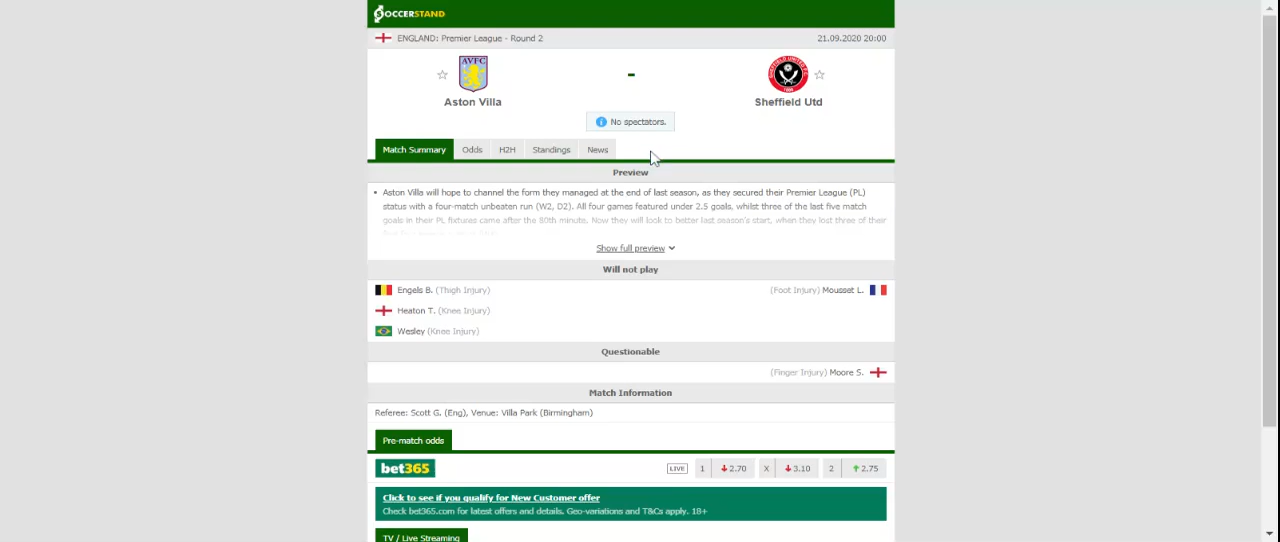 SOCCERSTAND
ENGLAND: Premier League - Round 2 21.09.2020 20:00
AVFC
-
Aston Villa Sheffield Utd
No spectators.
Match Summary Odds H2H Standings News
Preview
• Aston Villa will hope to channel the form they managed at the end of last season, as they secured their Premier League (PL)
status with a four-match unbeaten run (W2, D2). All four games featured under 2.5 goals, whilst three of the last five match
goals in their PL fixtures came after the 80th minute. Now they will look to better last season's start, when they lost three of their
Show full preview
Will not play
Engels B. (Thigh Injury) (Foot Injury) Mousset L.
Heaton T. (Knee Injury)
Wesley (Knee Injury)
Questionable
(Finger Injury) Moore S.
Match Information
Referee: Scott G. (Eng), Venue: Villa Park (Birmingham)
Pre-match odds
bet365 LIVE 1 2.70 X 3.10 2 2.75
Click to see if you qualify for New Customer offer
Check bet365.com for latest offers and details. Geo-variations and T&Cs apply. 18+
TV / Live Streaming